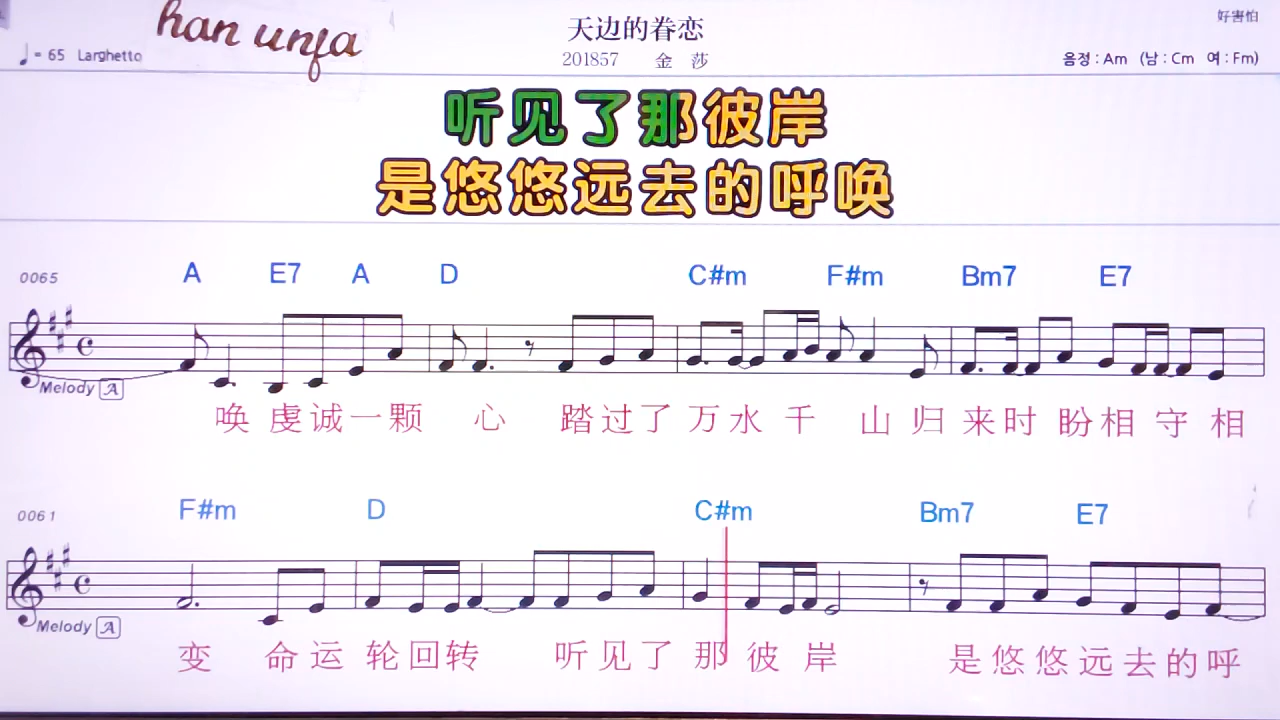 han unja
天边的眷恋
好害怕
♩= 65 Larghetto
201857 金 莎
음정 : Am (남 : Cm 여 : Fm)
听见了那彼岸
是悠悠远去的呼唤
0065 A E7 A D C#m F#m Bm7 E7
Melody A
唤 虔诚一颗 心 踏过了万水 千 山 归 来时 盼相 守 相
0061 F#m D C#m Bm7 E7
Melody A
变 命运 轮回转 听见了 那 彼 岸 是悠悠远去的呼